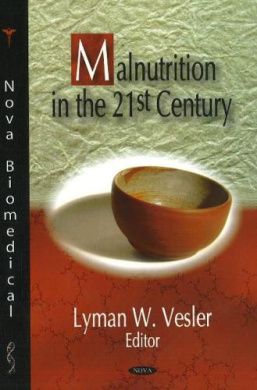 Malnutrition
in the 21st Century
Nova Biomedical
Lyman W. Vesler
Editor
NOVA